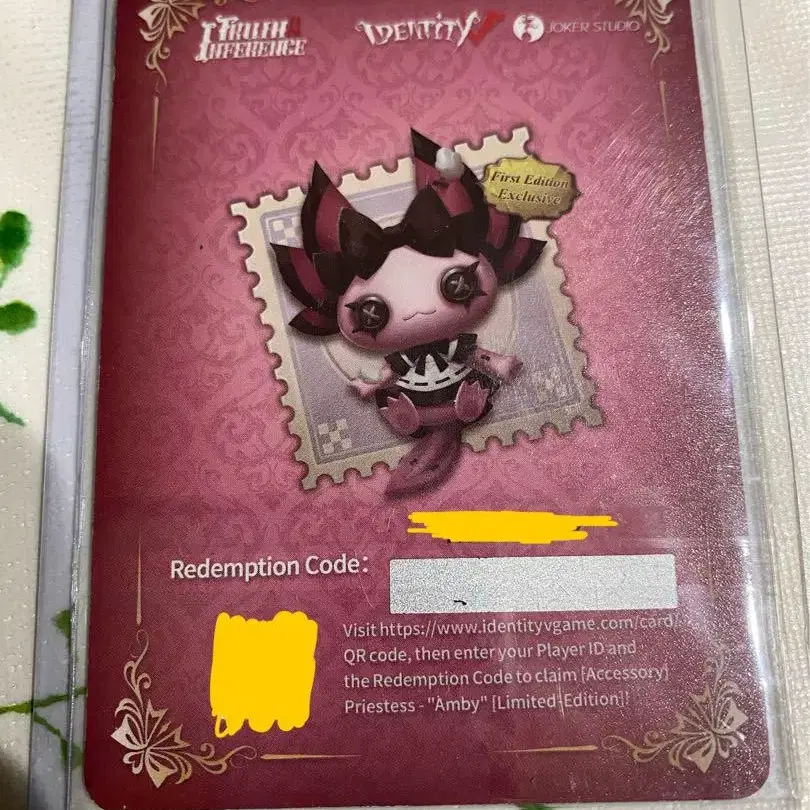 TRUTH & INFERENCE
IDENTITY V
JOKER STUDIO
First Edition
Exclusive
Redemption Code:
Visit https://www.identityvgame.com/card/
QR code, then enter your Player ID and
the Redemption Code to claim [Accessory]
Priestess - "Amby" [Limited Edition]!